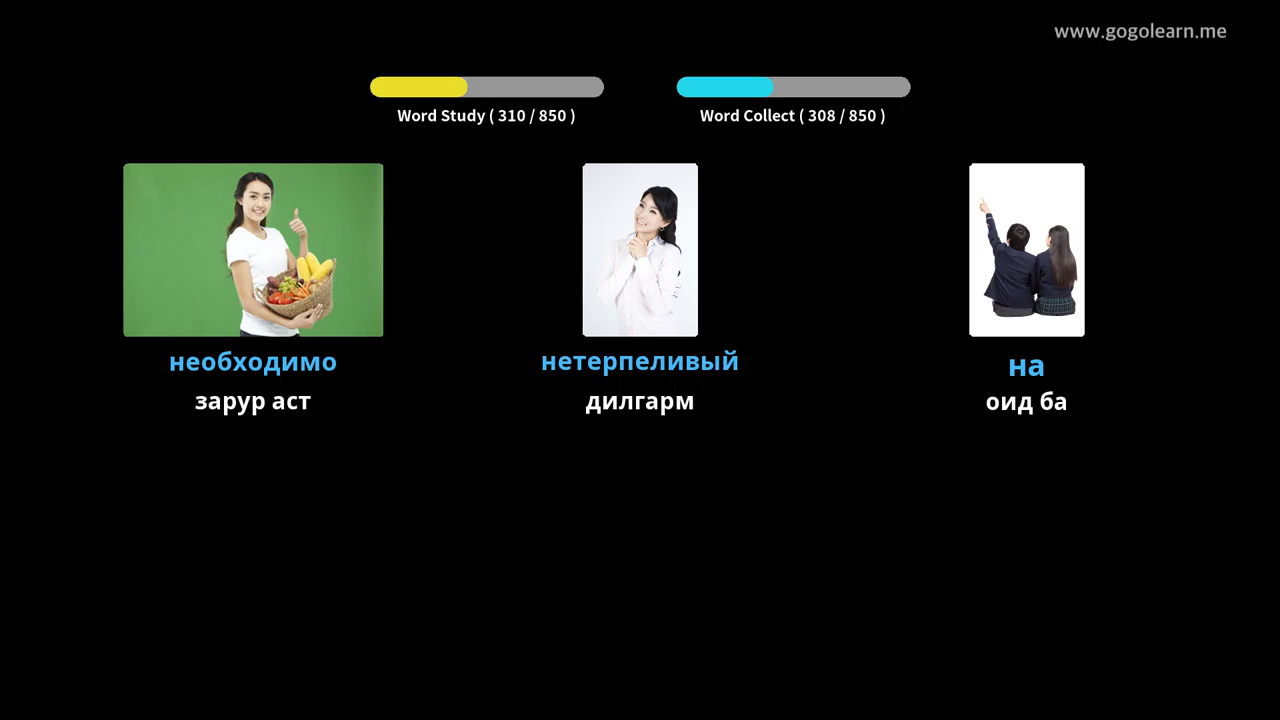 www.gogolearn.me
Word Study ( 310 / 850 )
Word Collect ( 308 / 850 )
необходимо
зарур аст
нетерпеливый
дилгарм
на
оид ба